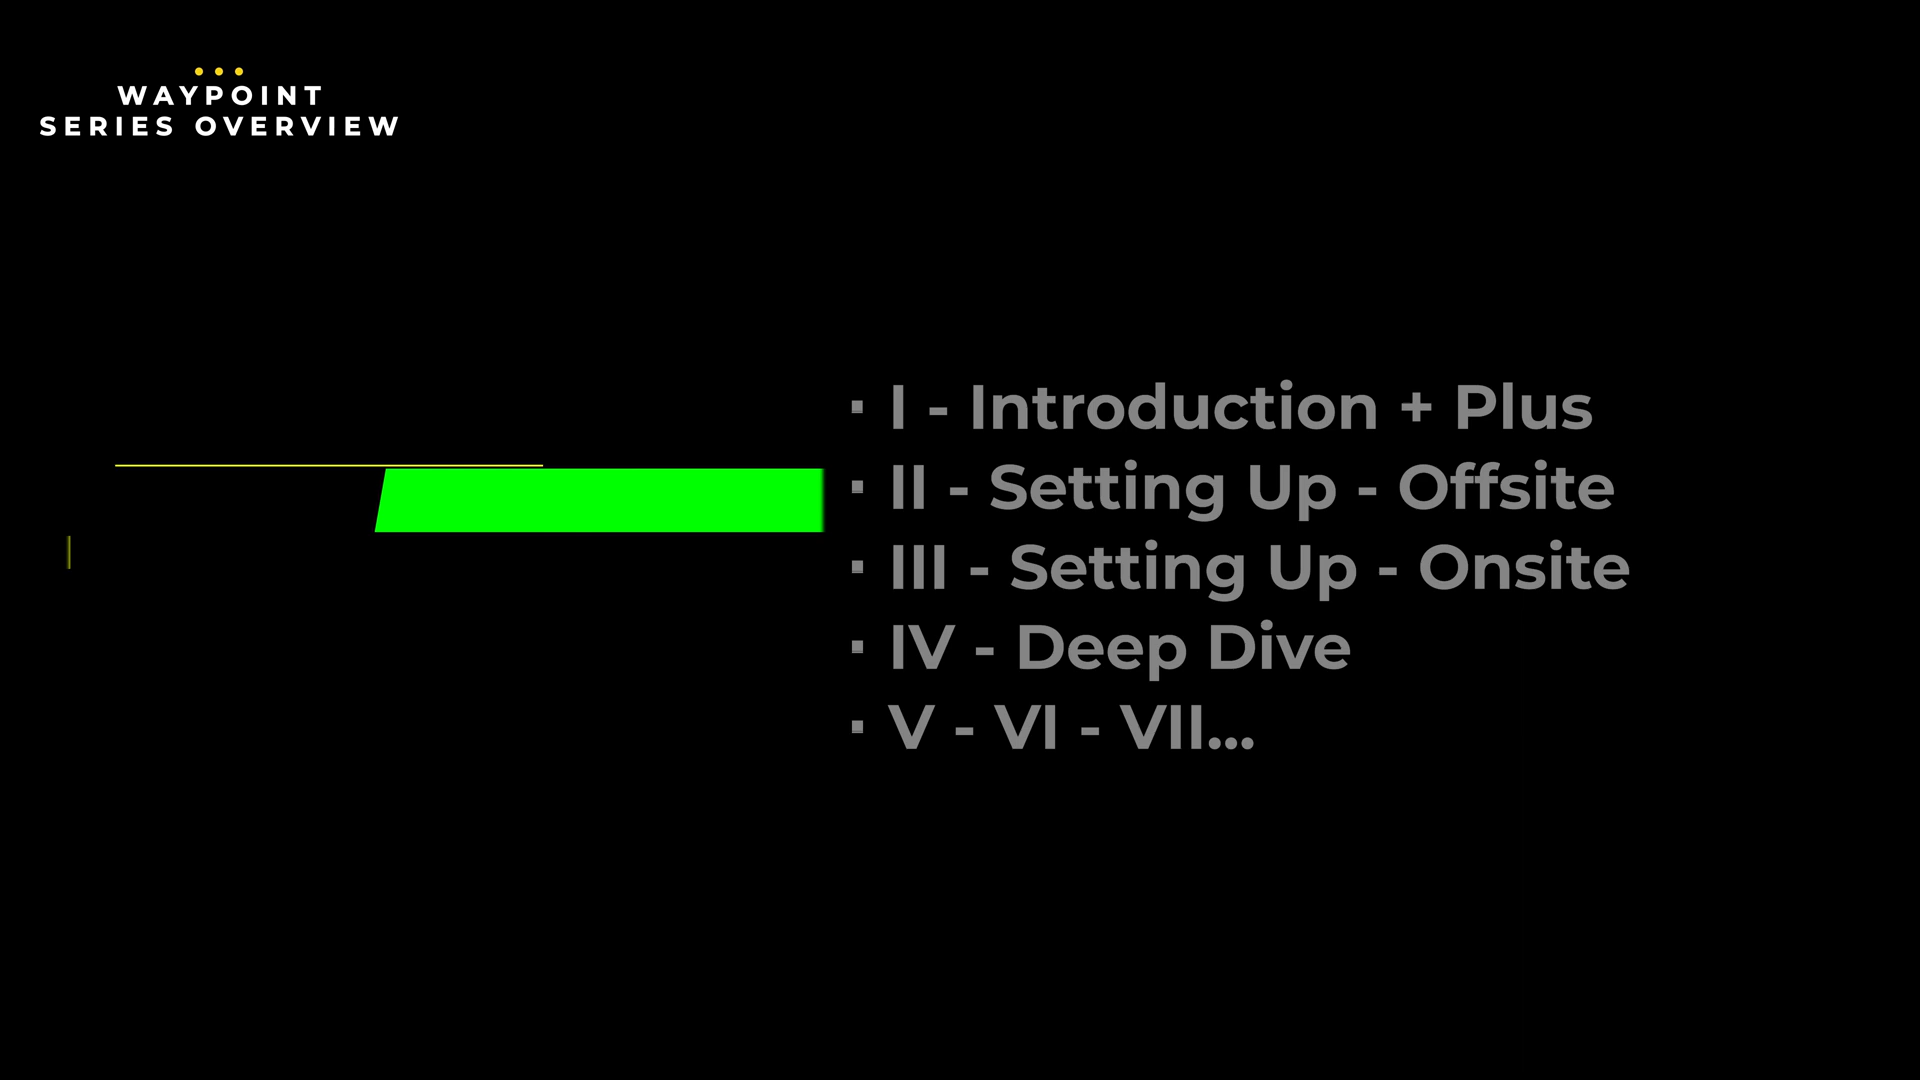 WAYPOINT
SERIES OVERVIEW
▪ I - Introduction + Plus
▪ II - Setting Up - Offsite
▪ III - Setting Up - Onsite
▪ IV - Deep Dive
▪ V - VI - VII...